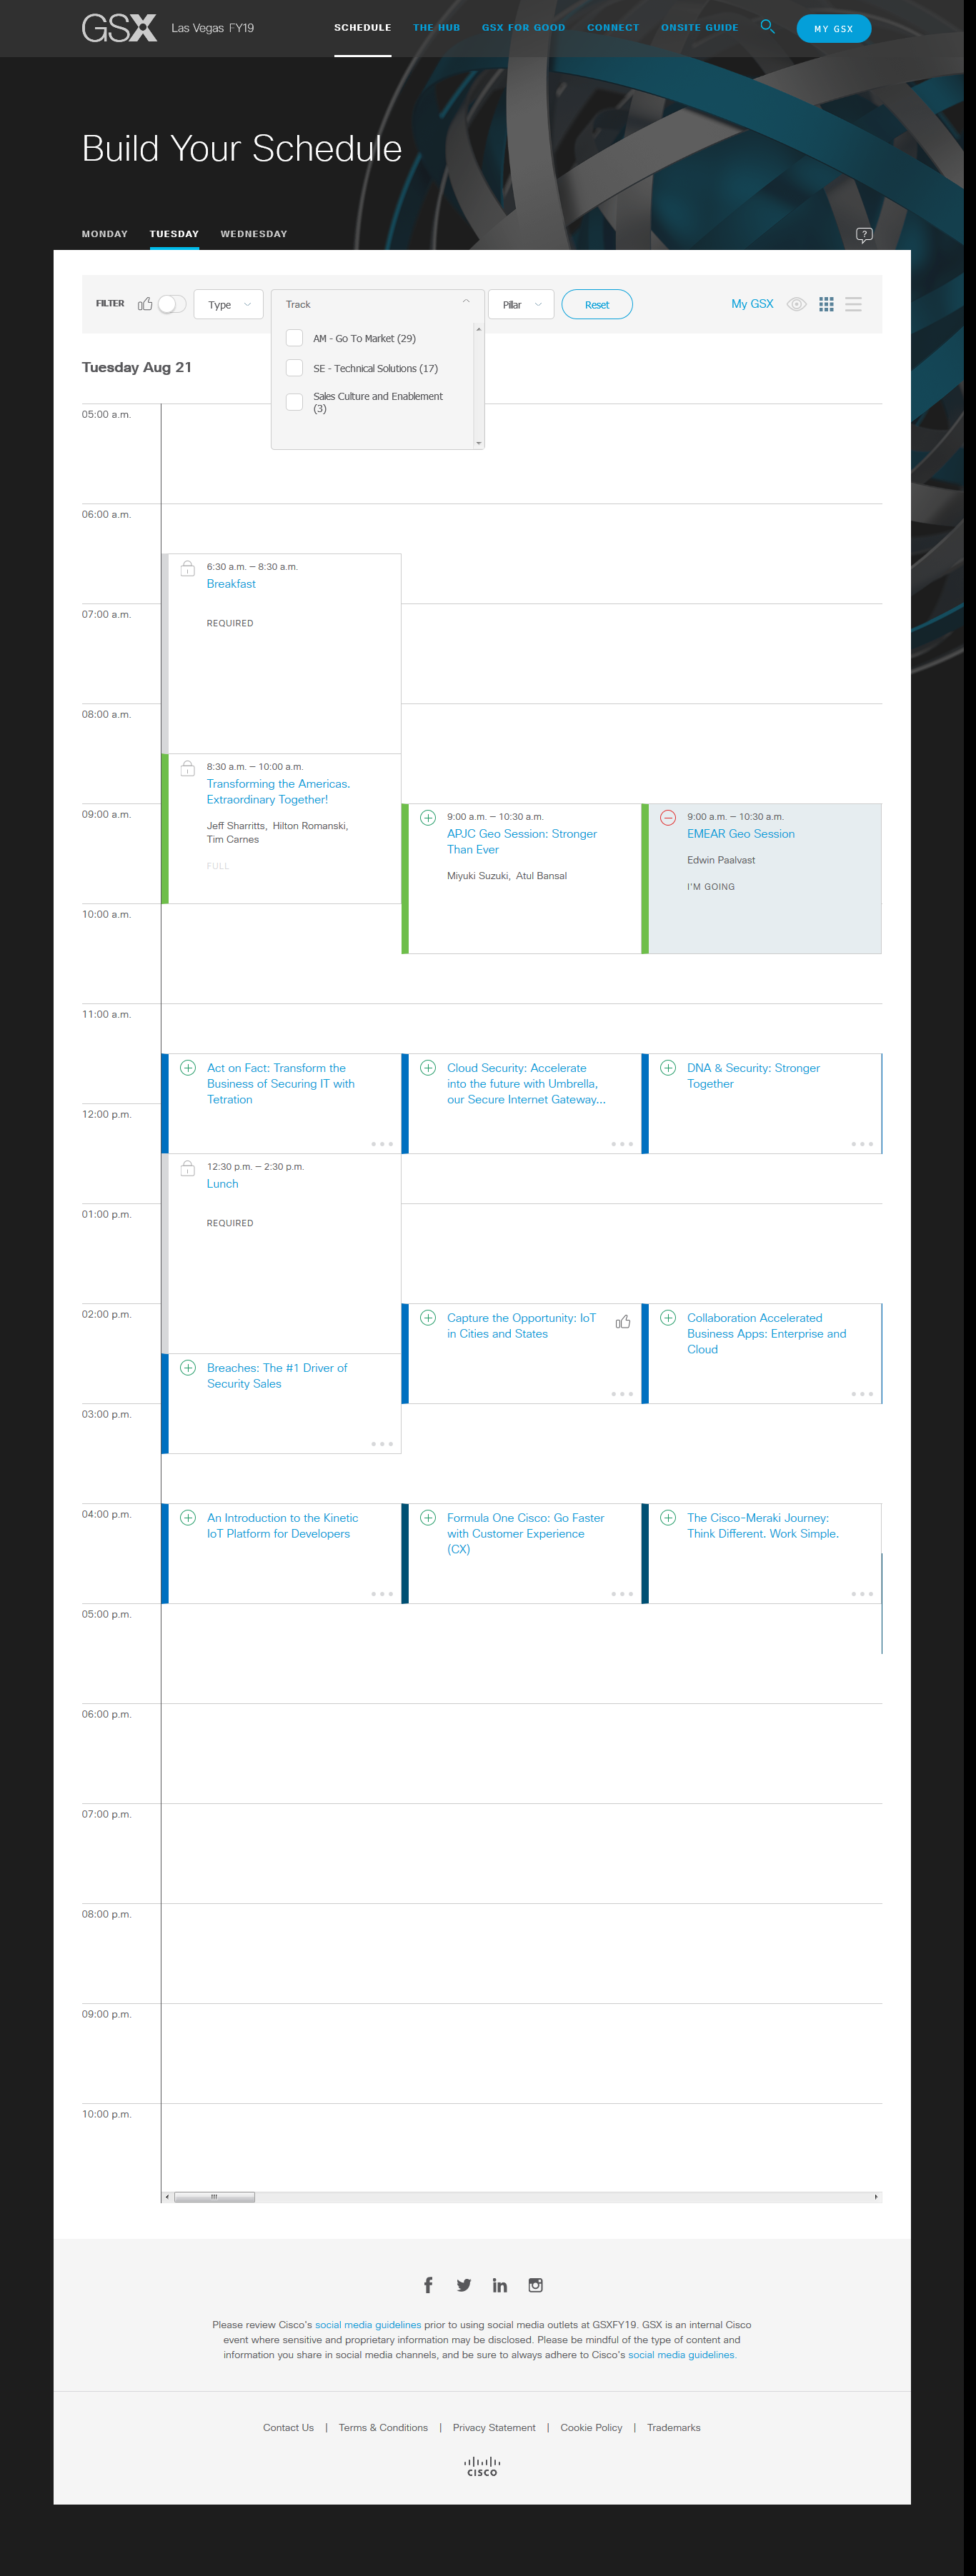 GSX Las Vegas FY19
SCHEDULE THE HUB GSX FOR GOOD CONNECT ONSITE GUIDE MY GSX
Build Your Schedule
MONDAY TUESDAY WEDNESDAY
?
FILTER Type Track Pillar Reset My GSX
AM - Go To Market (29)
SE - Technical Solutions (17)
Sales Culture and Enablement
(3)
Tuesday Aug 21
05:00 a.m.
06:00 a.m.
6:30 a.m. – 8:30 a.m.
Breakfast
REQUIRED
07:00 a.m.
08:00 a.m.
8:30 a.m. – 10:00 a.m.
Transforming the Americas.
Extraordinary Together!
Jeff Sharritts, Hilton Romanski,
Tim Carnes
FULL
09:00 a.m.
9:00 a.m. – 10:30 a.m.
APJC Geo Session: Stronger
Than Ever
Miyuki Suzuki, Atul Bansal
9:00 a.m. – 10:30 a.m.
EMEAR Geo Session
Edwin Paalvast
I'M GOING
10:00 a.m.
11:00 a.m.
Act on Fact: Transform the
Business of Securing IT with
Tetration
Cloud Security: Accelerate
into the future with Umbrella,
our Secure Internet Gateway...
DNA & Security: Stronger
Together
12:00 p.m.
12:30 p.m. – 2:30 p.m.
Lunch
REQUIRED
01:00 p.m.
02:00 p.m.
Capture the Opportunity: IoT
in Cities and States
Collaboration Accelerated
Business Apps: Enterprise and
Cloud
Breaches: The #1 Driver of
Security Sales
03:00 p.m.
04:00 p.m.
An Introduction to the Kinetic
IoT Platform for Developers
Formula One Cisco: Go Faster
with Customer Experience
(CX)
The Cisco-Meraki Journey:
Think Different. Work Simple.
05:00 p.m.
06:00 p.m.
07:00 p.m.
08:00 p.m.
09:00 p.m.
10:00 p.m.
Please review Cisco's social media guidelines prior to using social media outlets at GSXFY19. GSX is an internal Cisco
event where sensitive and proprietary information may be disclosed. Please be mindful of the type of content and
information you share in social media channels, and be sure to always adhere to Cisco's social media guidelines.
Contact Us | Terms & Conditions | Privacy Statement | Cookie Policy | Trademarks
CISCO